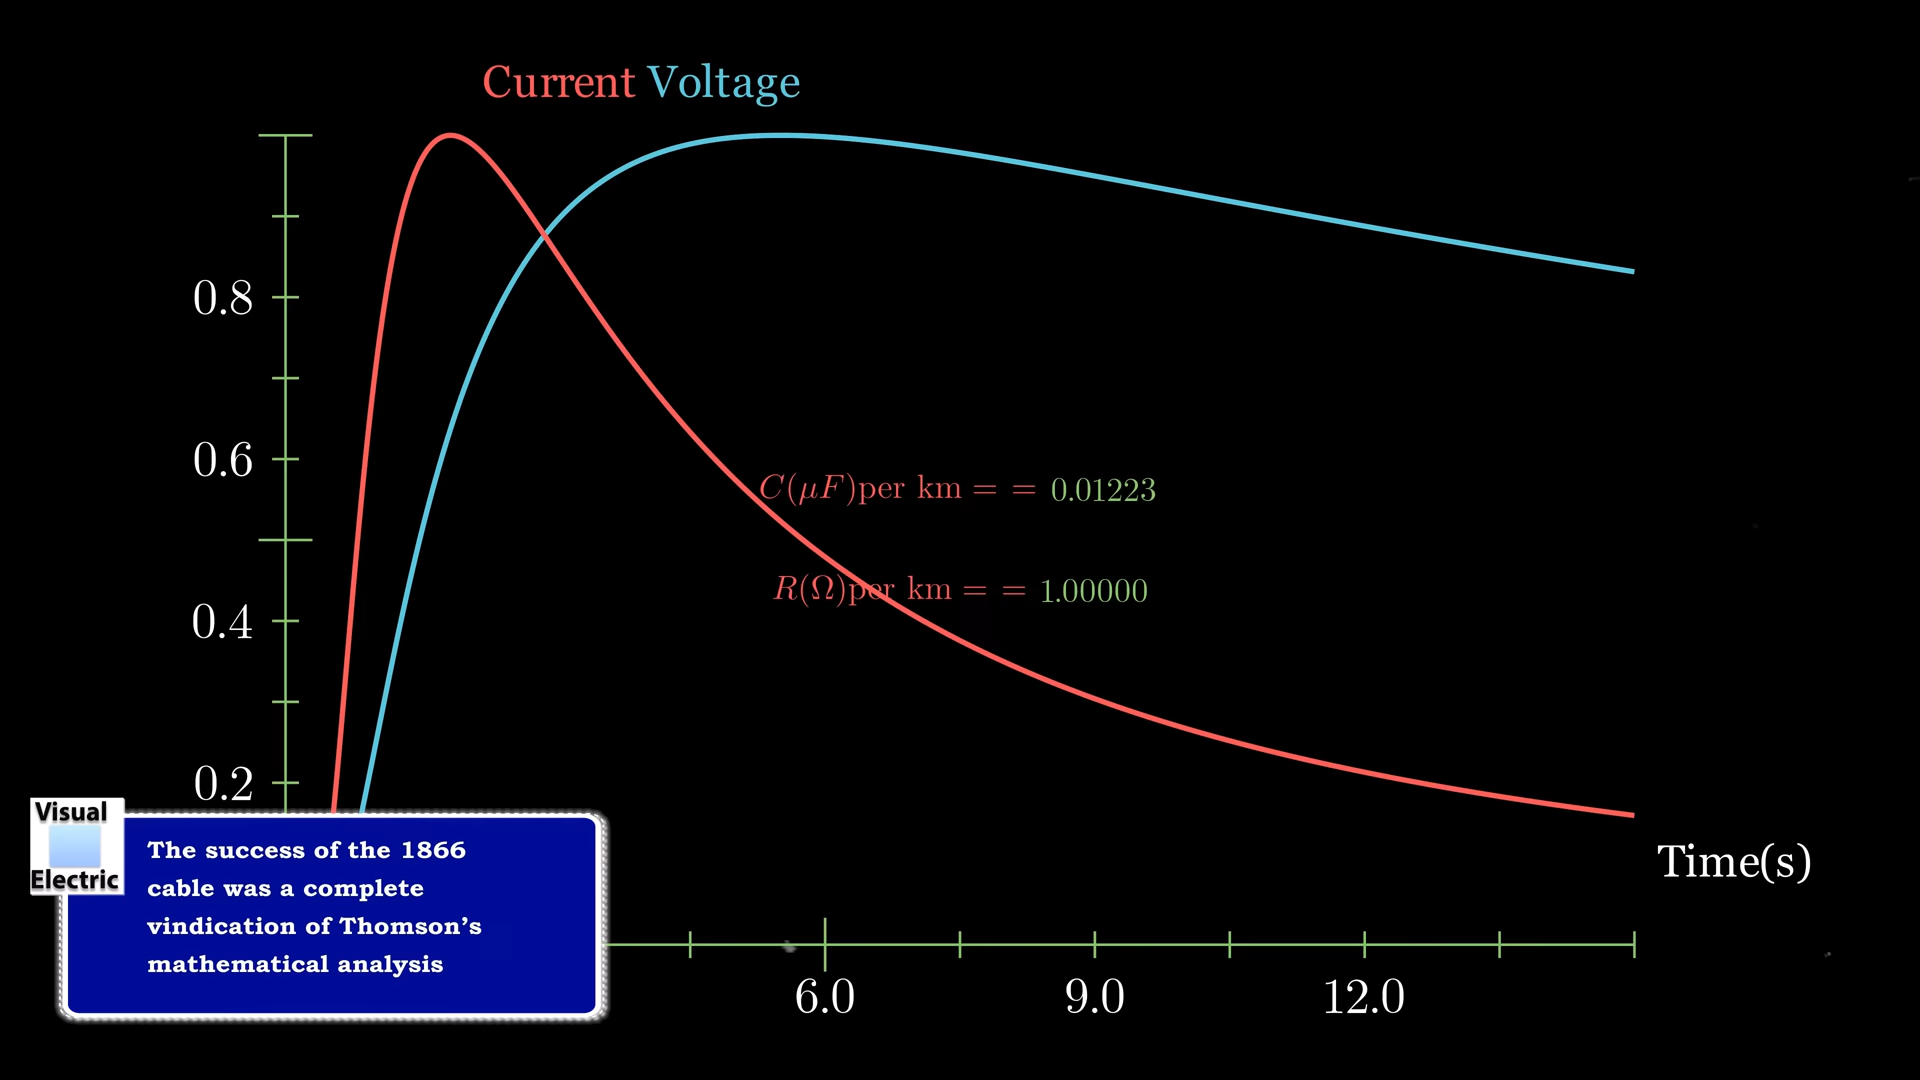 Current Voltage
0.8
0.6
C(μF)per km = = 0.01223
R(Ω)per km = = 1.00000
0.4
0.2
Visual
Electric
The success of the 1866
cable was a complete
vindication of Thomson’s
mathematical analysis
Time(s)
6.0 9.0 12.0